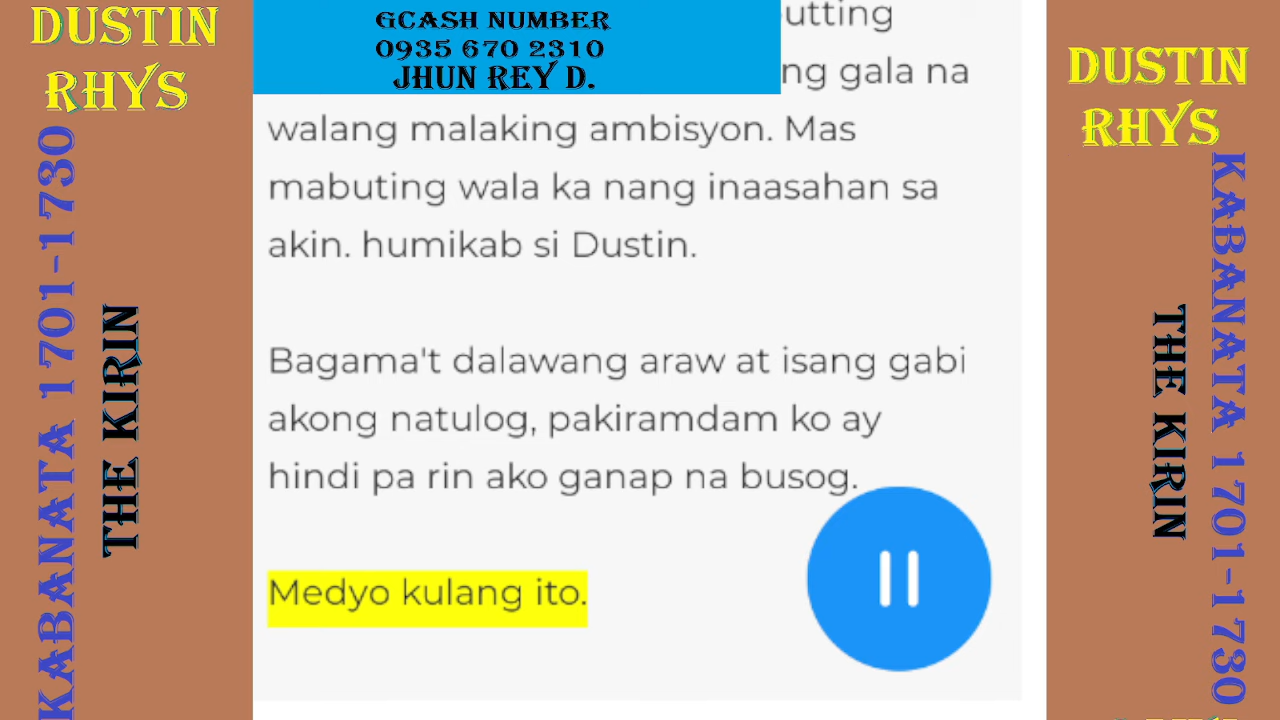 DUSTIN
RHYS
KABANATA 1701-1730
THE KIRIN
GCASH NUMBER
0935 670 2310
JHUN REY D.
ng gala na
walang malaking ambisyon. Mas
mabuting wala ka nang inaasahan sa
akin. humikab si Dustin.
Bagama't dalawang araw at isang gabi
akong natulog, pakiramdam ko ay
hindi pa rin ako ganap na busog.
Medyo kulang ito.
DUSTIN
RHYS
KABANATA 1701-1730
THE KIRIN